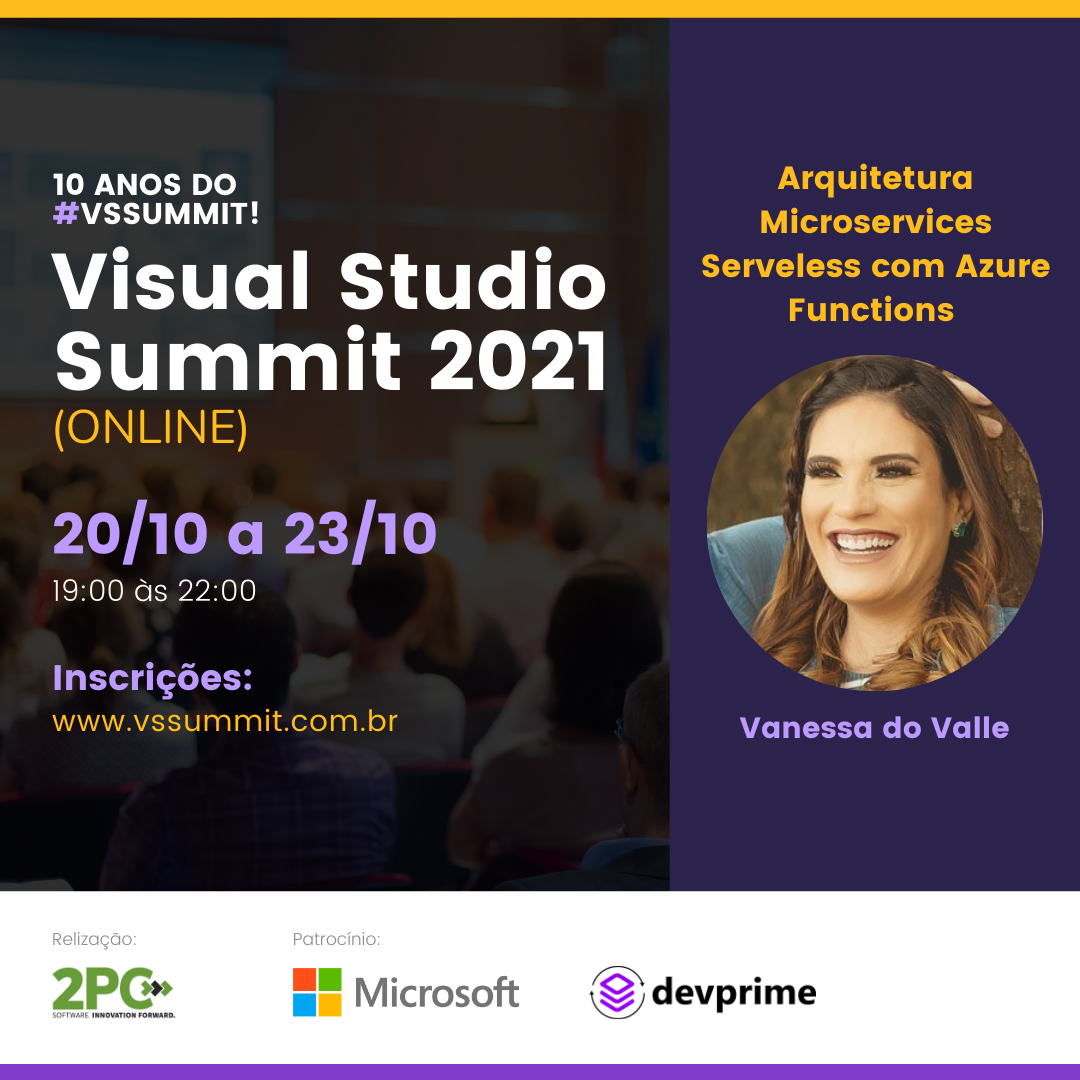 10 ANOS DO
#VSSUMMIT!
Visual Studio
Summit 2021
(ONLINE)
20/10 a 23/10
19:00 às 22:00
Inscrições:
www.vssummit.com.br
Arquitetura
Microservices
Serveless com Azure
Functions
Vanessa do Valle
Relização:
2PC
SOFTWARE. INNOVATION FORWARD.
Patrocínio:
Microsoft
devprime